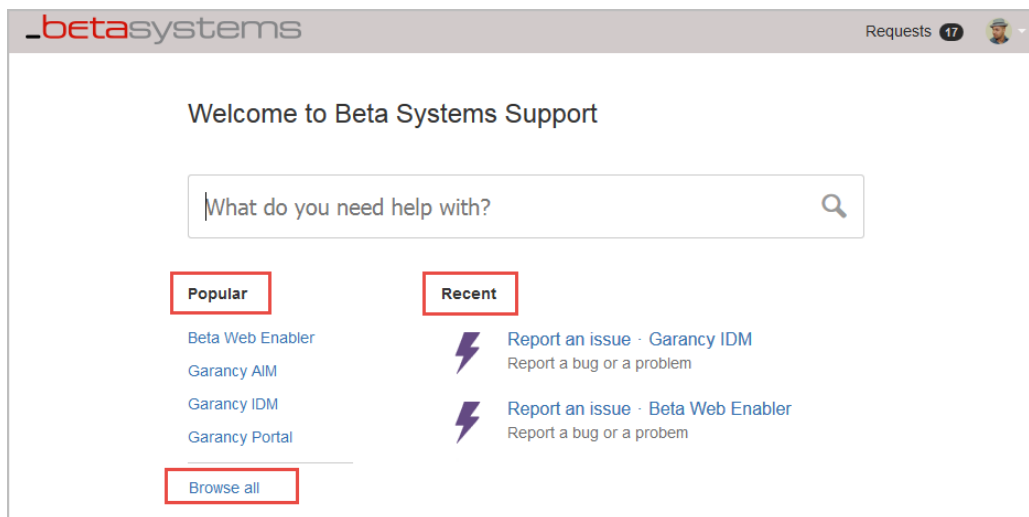 _betasystems
Requests 17
Welcome to Beta Systems Support
What do you need help with?
Popular
Beta Web Enabler
Garancy AIM
Garancy IDM
Garancy Portal
Browse all
Recent
Report an issue · Garancy IDM
Report a bug or a problem
Report an issue · Beta Web Enabler
Report a bug or a probem